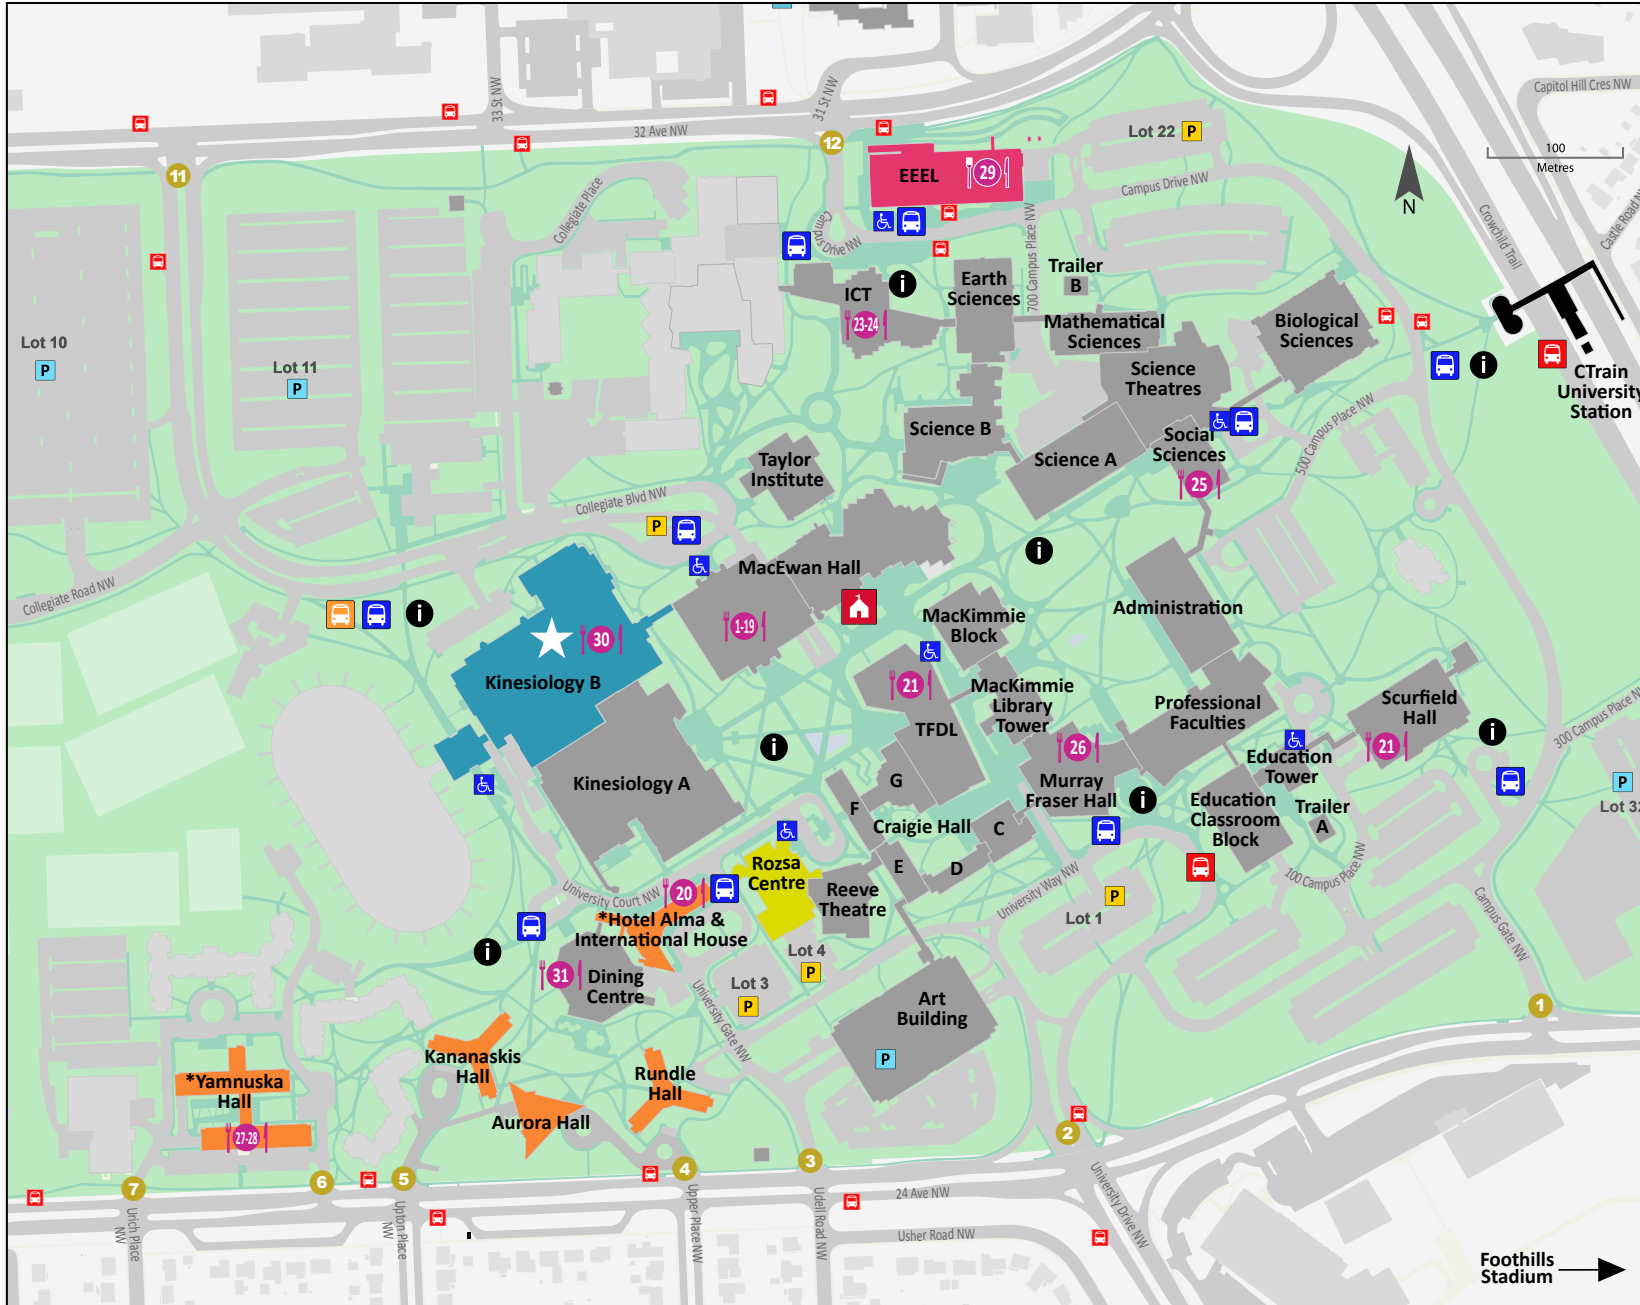 33 St NW
31 St NW
32 Ave NW
12
11
Lot 22
P
Capitol Hill Cres NW
100
Metres
N
EEEL
29
Campus Drive NW
Campus Drive NW
Collegiate Place
700 Campus Place NW
Crowchild Trail
Castle Road
ICT
23-24
i
Earth
Sciences
Trailer
B
Mathematical
Sciences
Biological
Sciences
Science
Theatres
Lot 10
P
Lot 11
P
i
CTrain
University
Station
500 Campus Place NW
Science B
Science A
Social
Sciences
25
Taylor
Institute
Collegiate Blvd NW
P
MacEwan Hall
1-19
i
Collegiate Road NW
i
30
Kinesiology B
MacKimmie
Block
Administration
21
MacKimmie
Library
Tower
TFDL
Professional
Faculties
Scurfield
Hall
21
i
300 Campus Place N
i
Kinesiology A
26
Murray
Fraser Hall
i
Education
Tower
Education
Classroom
Block
Trailer
A
P
Lot 32
G
F
Craigie Hall
C
E
D
Rozsa
Centre
Reeve
Theatre
University Court NW
20
*Hotel Alma &
International House
University Way NW
P
Lot 1
100 Campus Place NW
Campus Gate NW
i
31
Dining
Centre
Lot 4
P
Lot 3
P
University Gate NW
Art
Building
P
1
Kananaskis
Hall
Rundle
Hall
Aurora Hall
*Yamnuska
Hall
27-28
7
6
5
4
3
2
24 Ave NW
Usher Road NW
Urich Place
NW
Upton Place
NW
Upper Place NW
Udell Road NW
University Drive NW
Foothills
Stadium